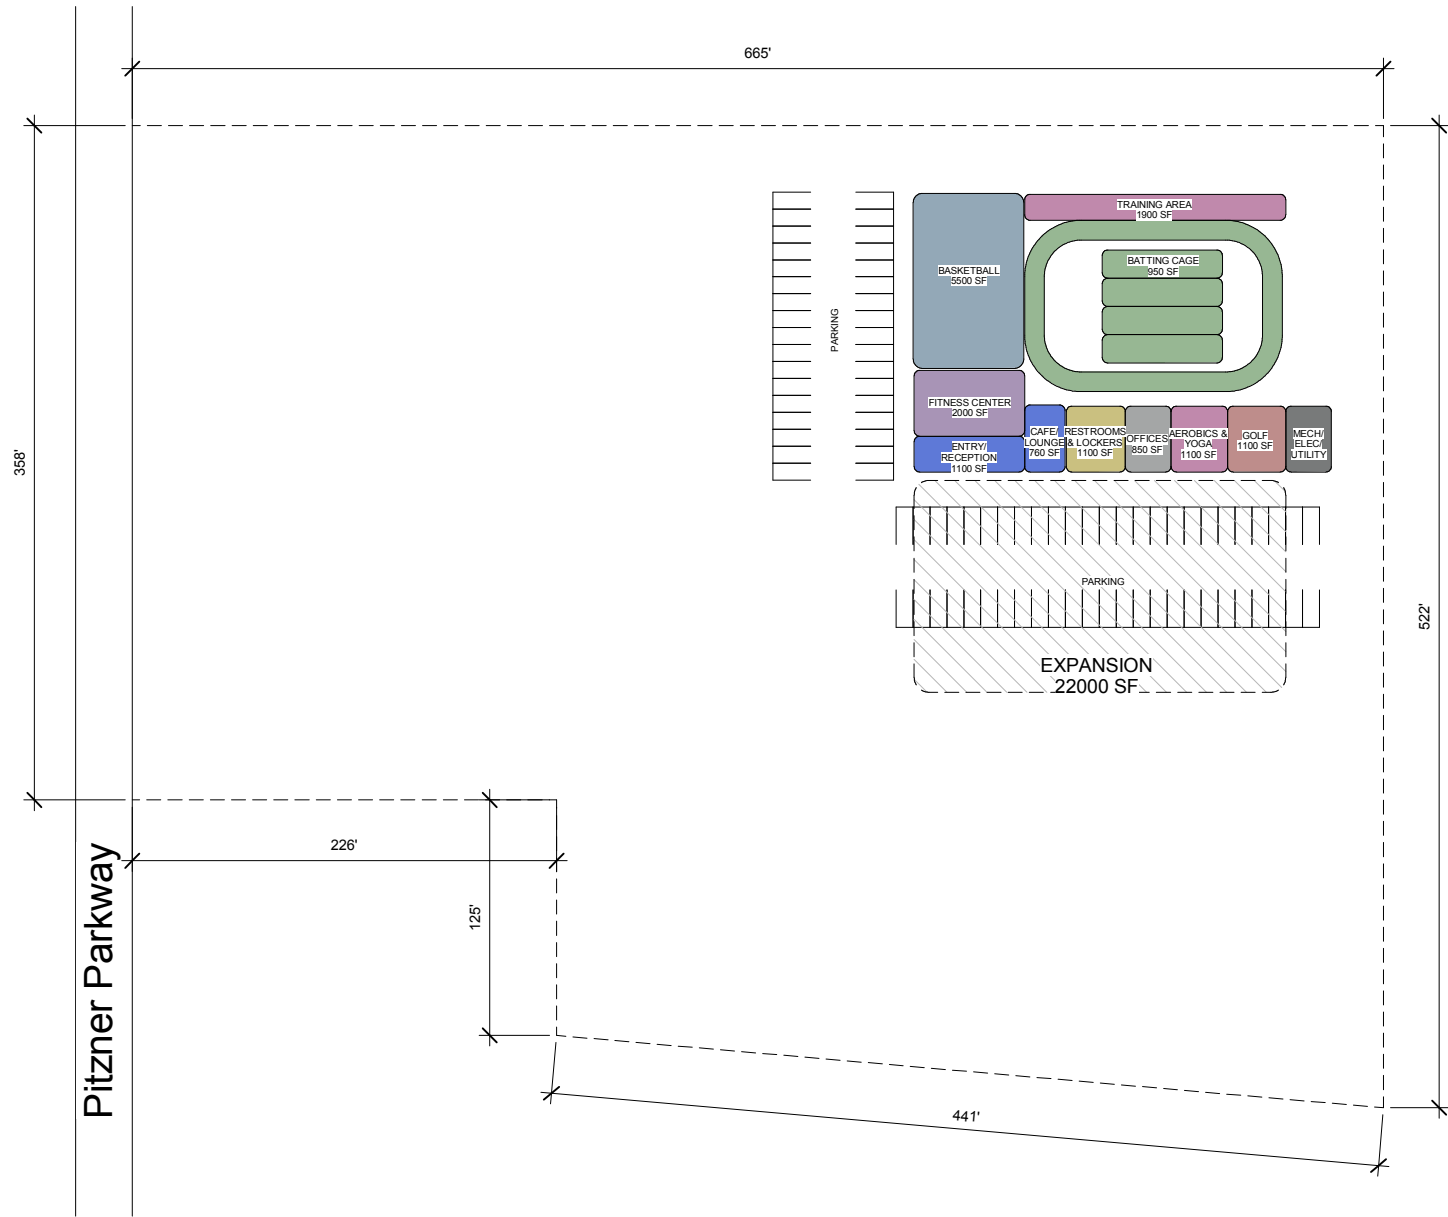 665'
TRAINING AREA
1900 SF
BATTING CAGE
950 SF
BASKETBALL
5500 SF
PARKING
FITNESS CENTER
2000 SF
ENTRY/
RECEPTION
1100 SF
CAFE/
LOUNGE
760 SF
RESTROOMS
& LOCKERS
1100 SF
OFFICES
850 SF
AEROBICS &
YOGA
1100 SF
GOLF
1100 SF
MECH/
ELEC/
UTILITY
358'
PARKING
522'
EXPANSION
22000 SF
226'
125'
Pitzner Parkway
441'